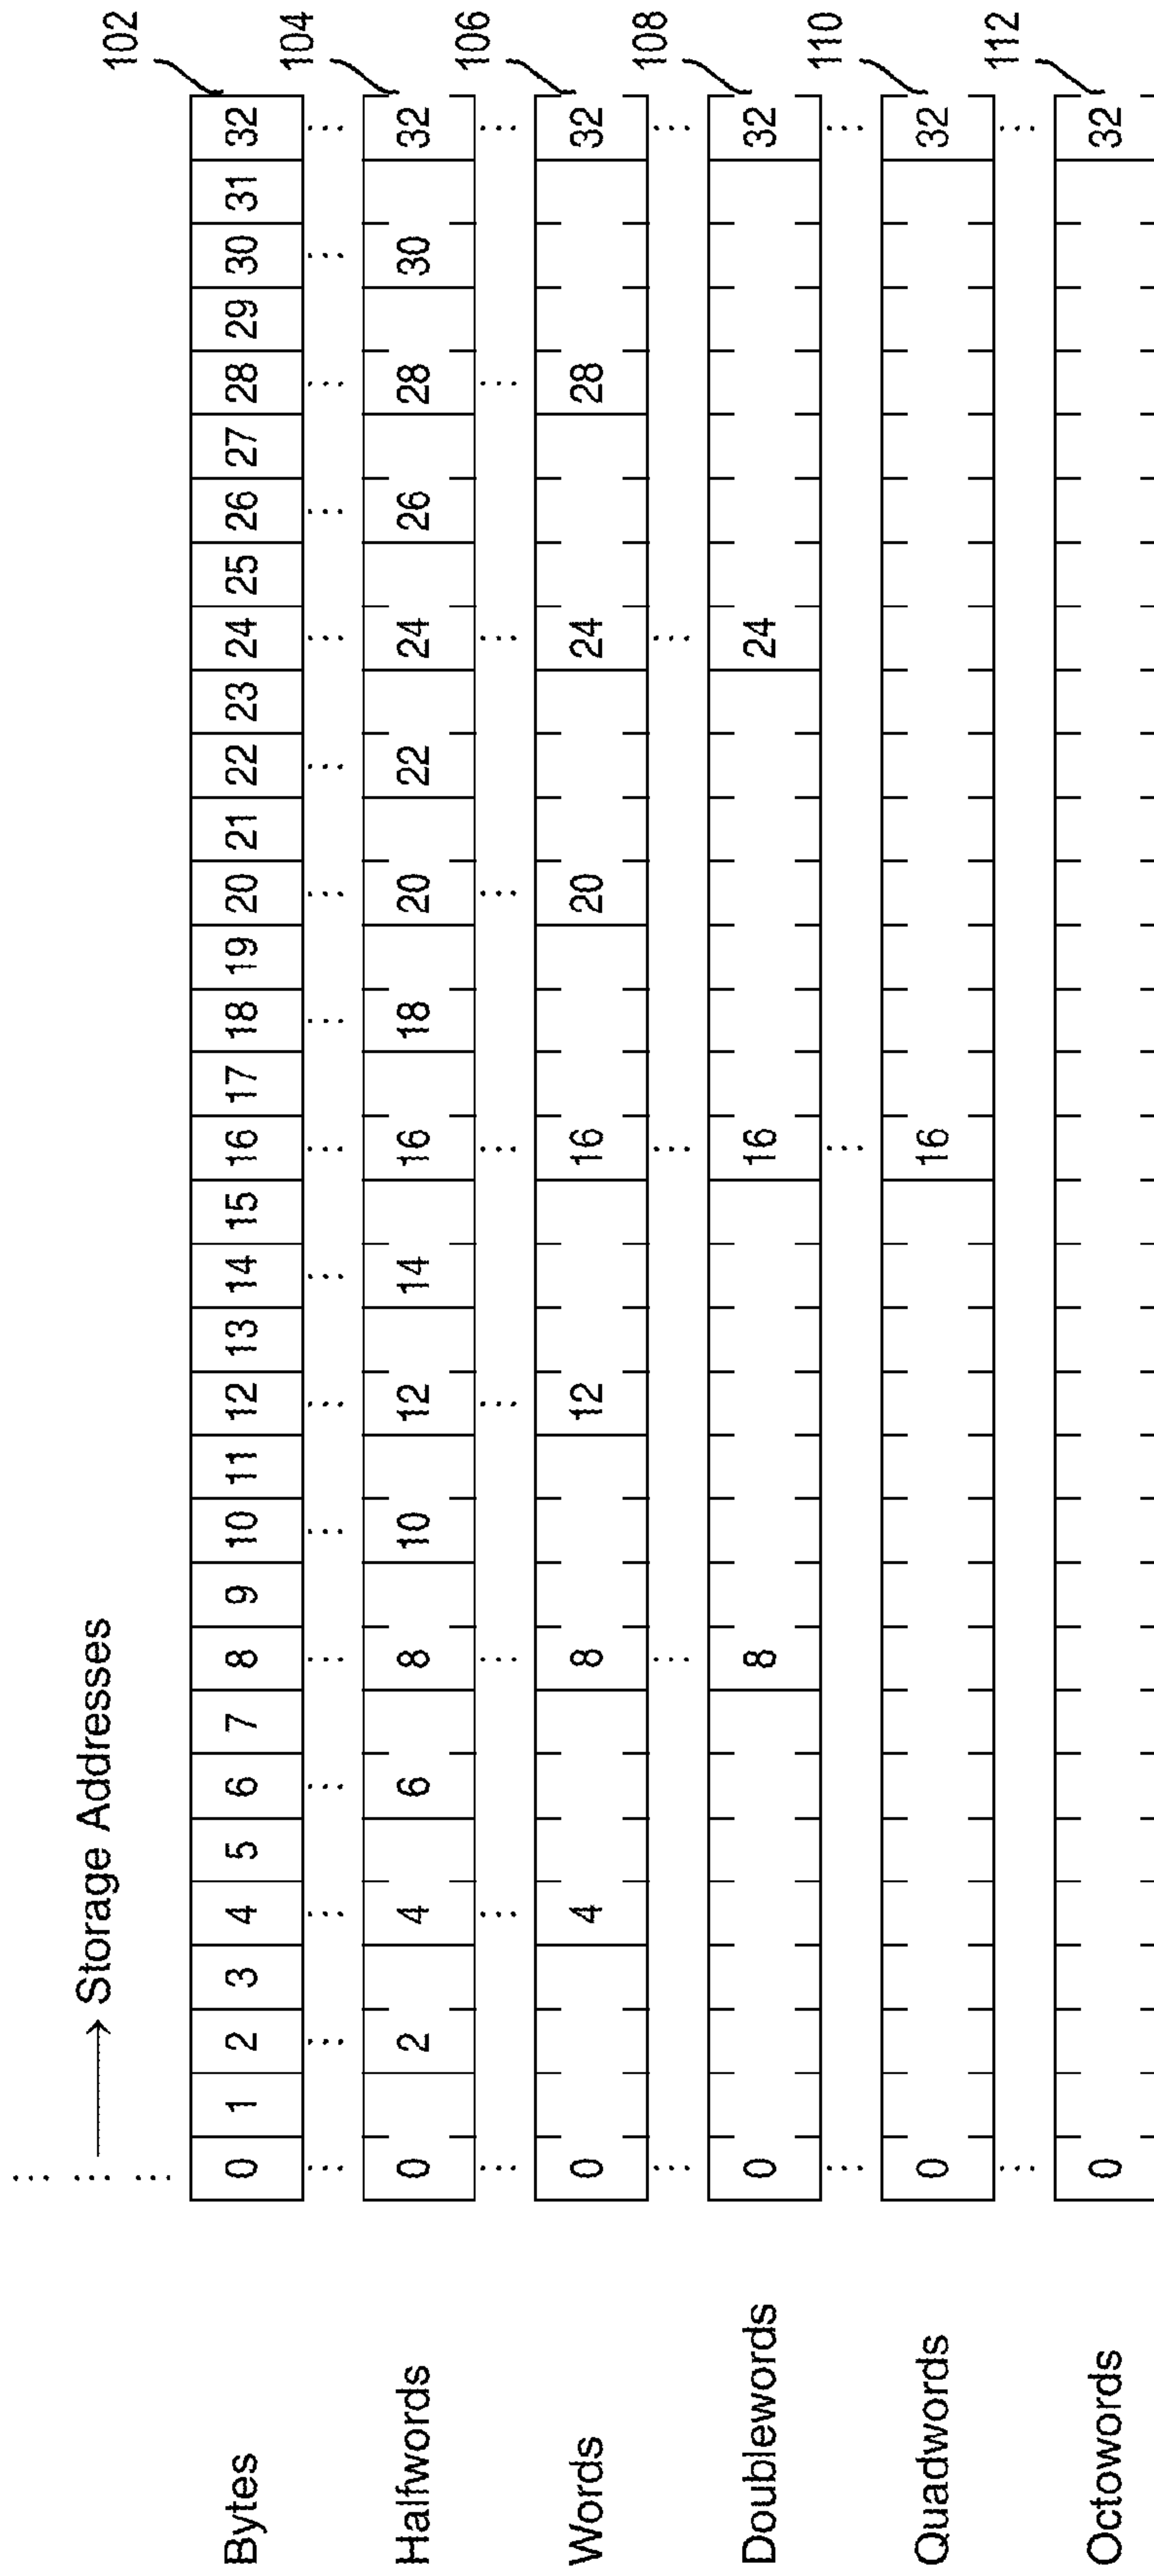 → Storage Addresses
102
Bytes 0 1 2 3 4 5 6 7 8 9 10 11 12 13 14 15 16 17 18 19 20 21 22 23 24 25 26 27 28 29 30 31 32
104
Halfwords 0 2 4 6 8 10 12 14 16 18 20 22 24 26 28 30 32
106
Words 0 4 8 12 16 20 24 28 32
108
Doublewords 0 8 16 24 32
110
Quadwords 0 16 32
112
Octowords 0 32